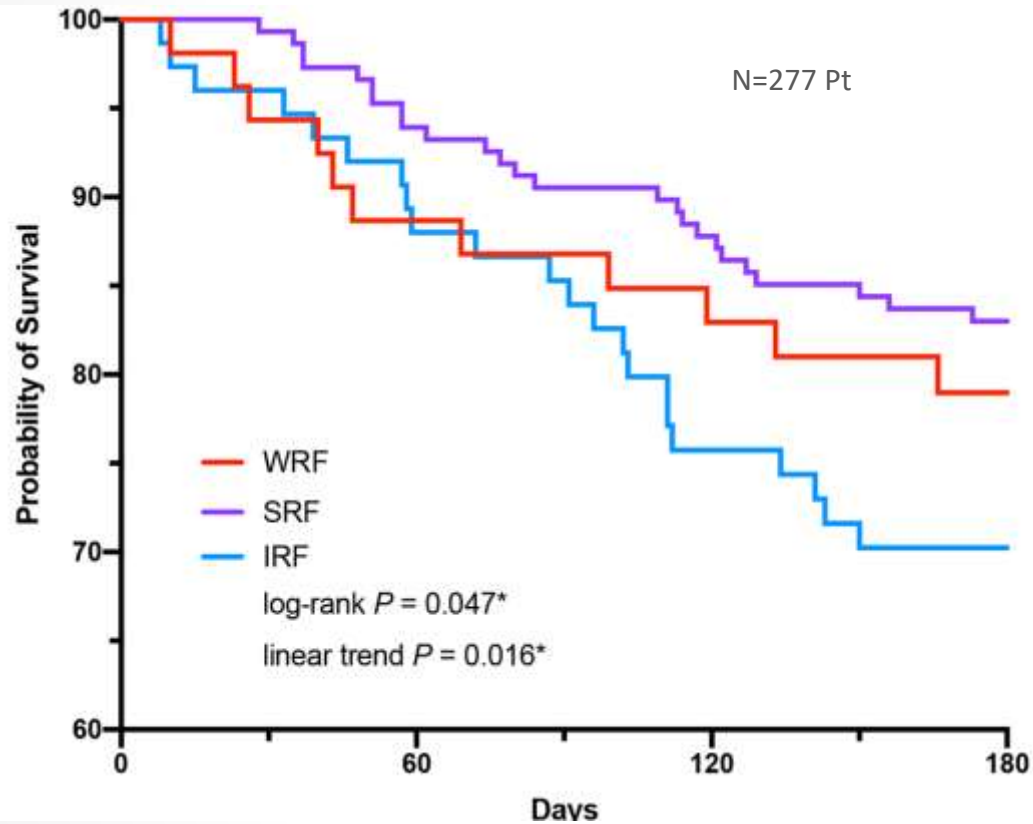 100
90
80
70
60
Probability of Survival
N=277 Pt
WRF
SRF
IRF
log-rank P = 0.047*
linear trend P = 0.016*
0 60 120 180
Days